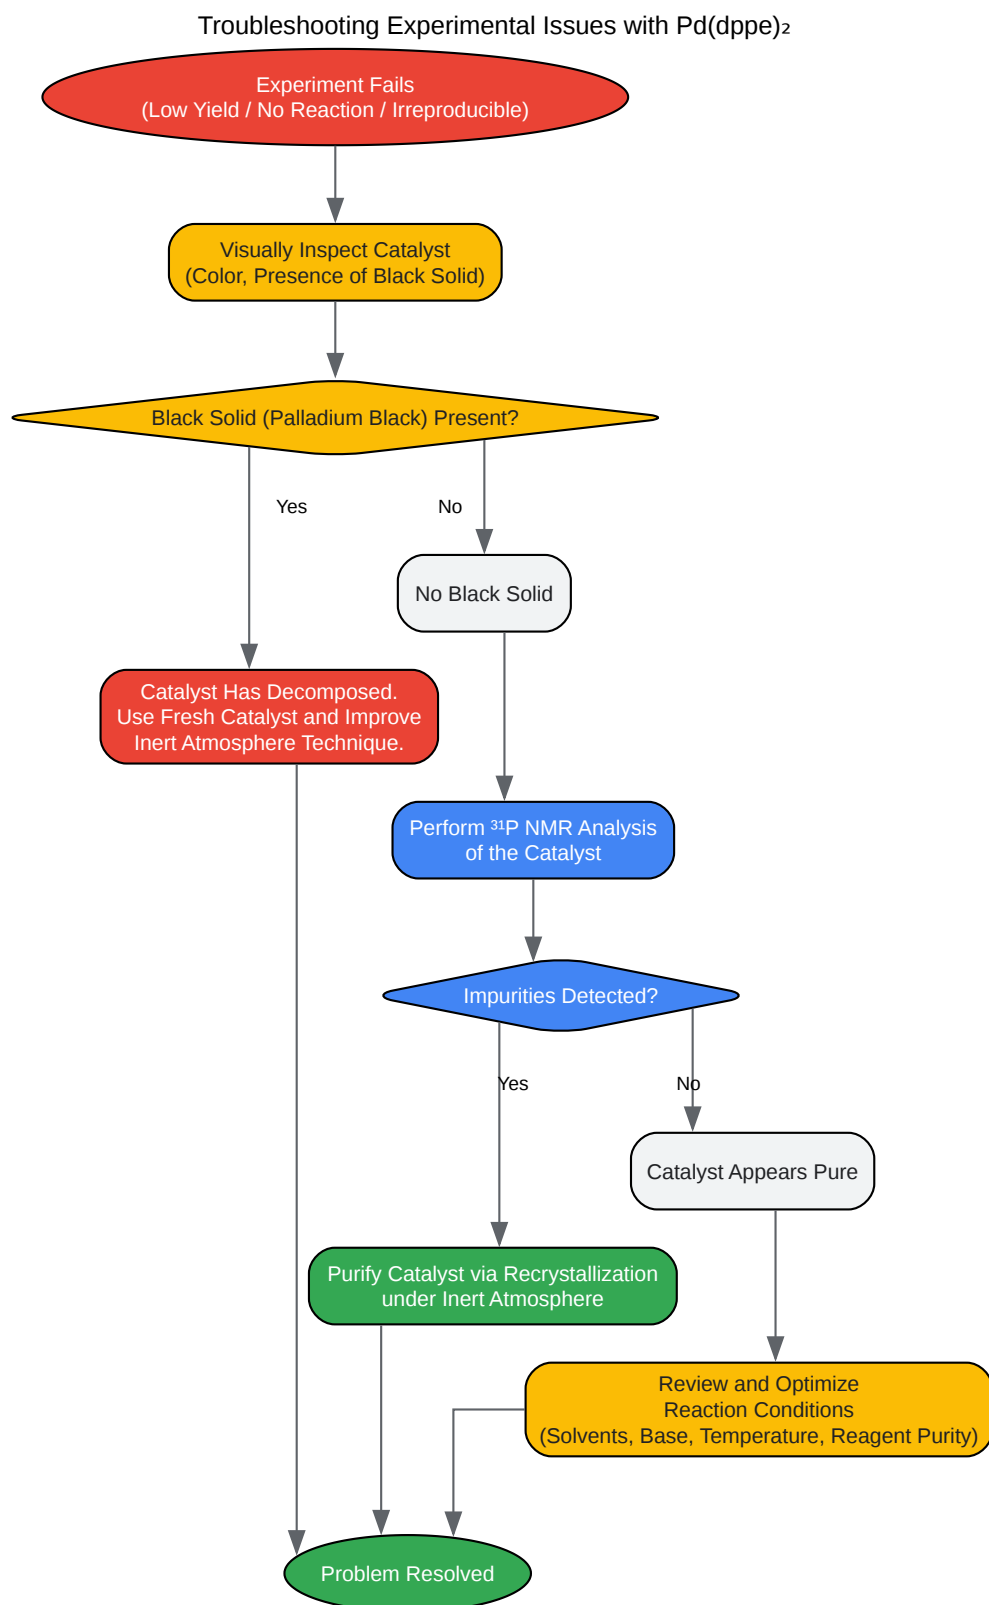 Troubleshooting Experimental Issues with Pd(dppe)₂
Experiment Fails
(Low Yield / No Reaction / Irreproducible)
Visually Inspect Catalyst
(Color, Presence of Black Solid)
Black Solid (Palladium Black) Present?
Yes
No
No Black Solid
Catalyst Has Decomposed.
Use Fresh Catalyst and Improve
Inert Atmosphere Technique.
Perform ³¹P NMR Analysis
of the Catalyst
Impurities Detected?
Yes
No
Catalyst Appears Pure
Purify Catalyst via Recrystallization
under Inert Atmosphere
Review and Optimize
Reaction Conditions
(Solvents, Base, Temperature, Reagent Purity)
Problem Resolved